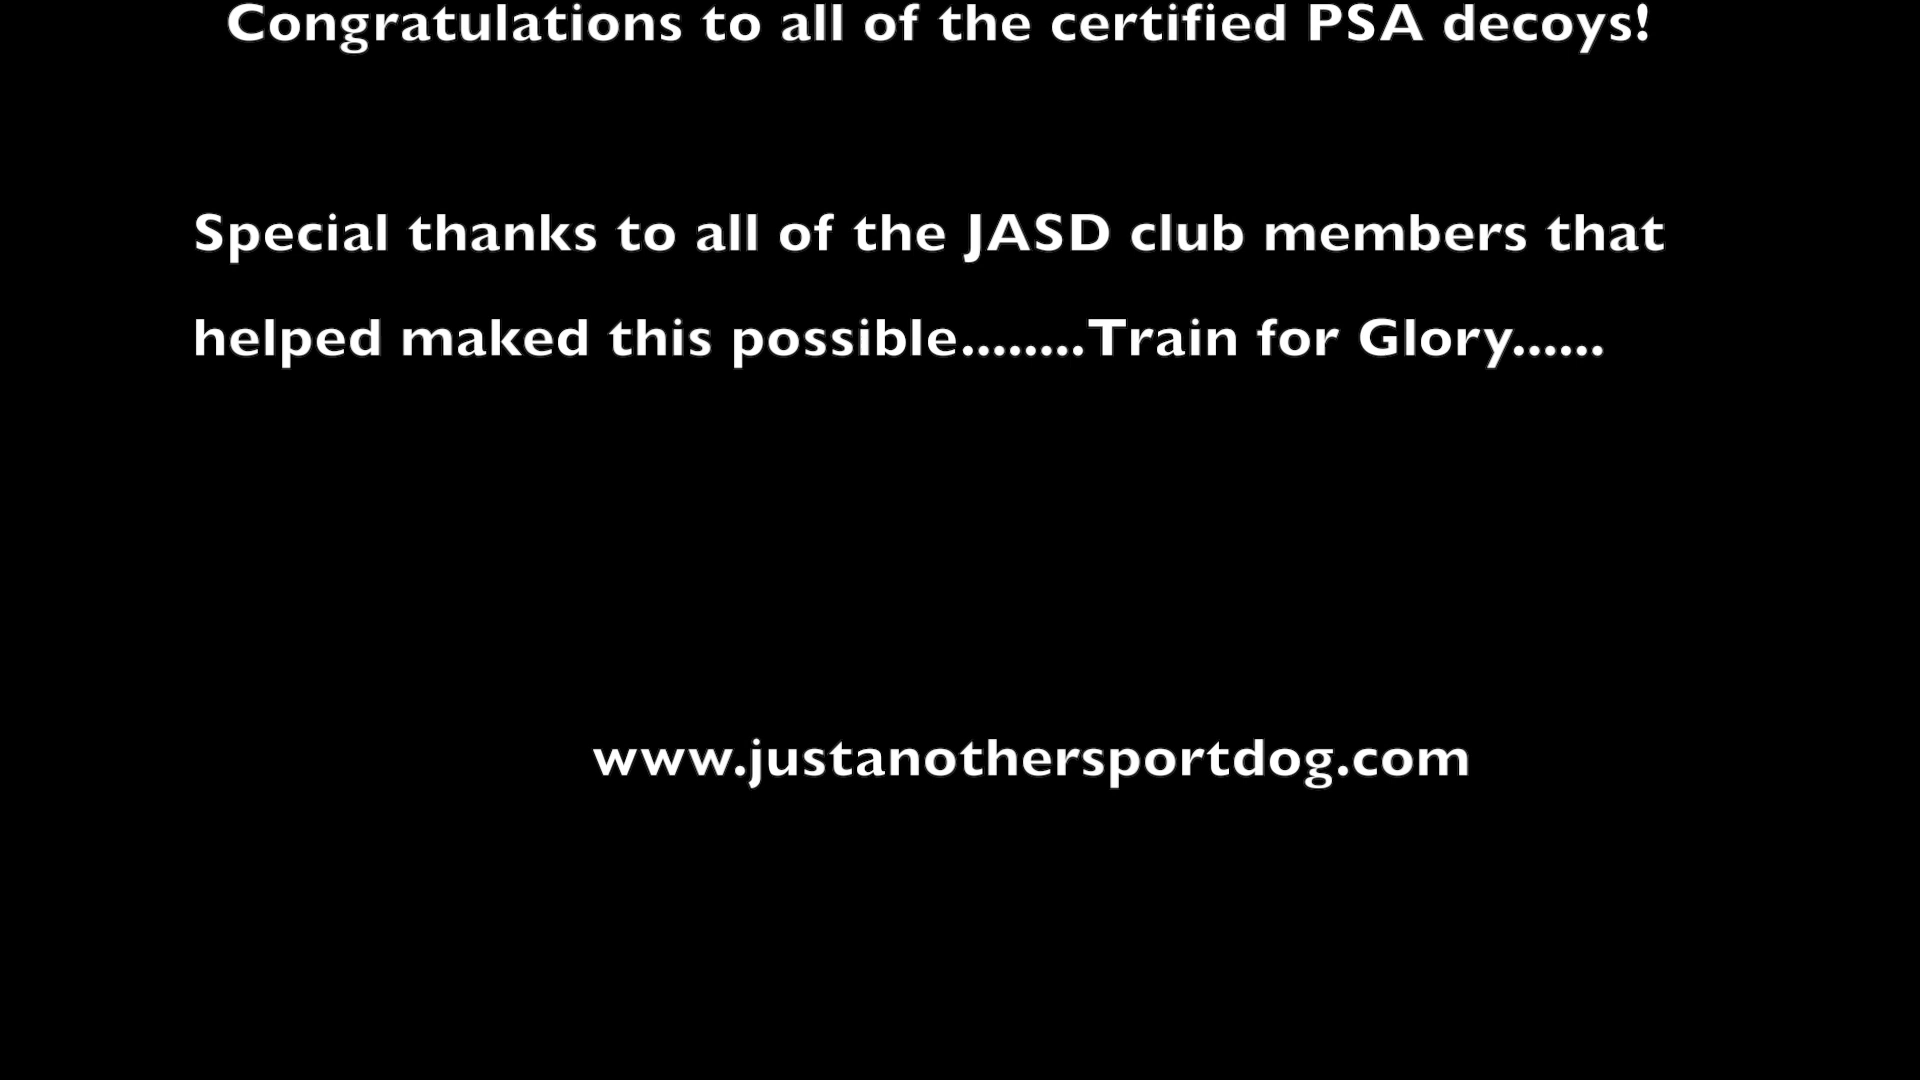 Congratulations to all of the certified PSA decoys!
Special thanks to all of the JASD club members that
helped maked this possible........Train for Glory......
www.justanothersportdog.com